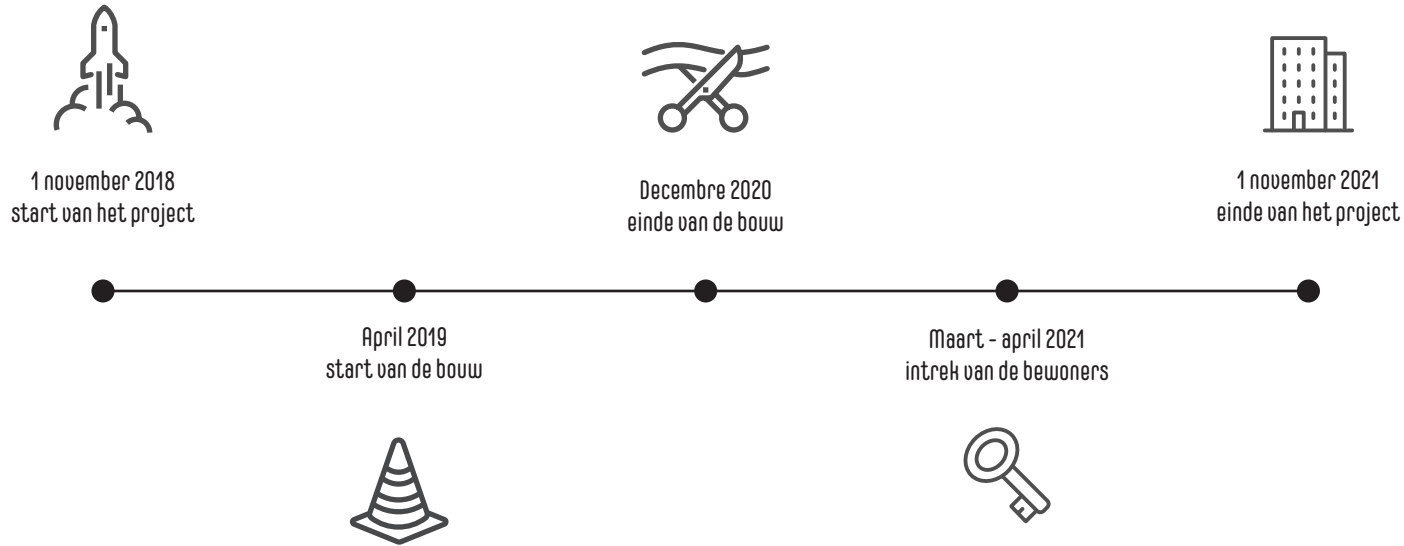 1 november 2018
start van het project
Decembre 2020
einde van de bouw
1 november 2021
einde van het project
April 2019
start van de bouw
Maart - april 2021
intrek van de bewoners